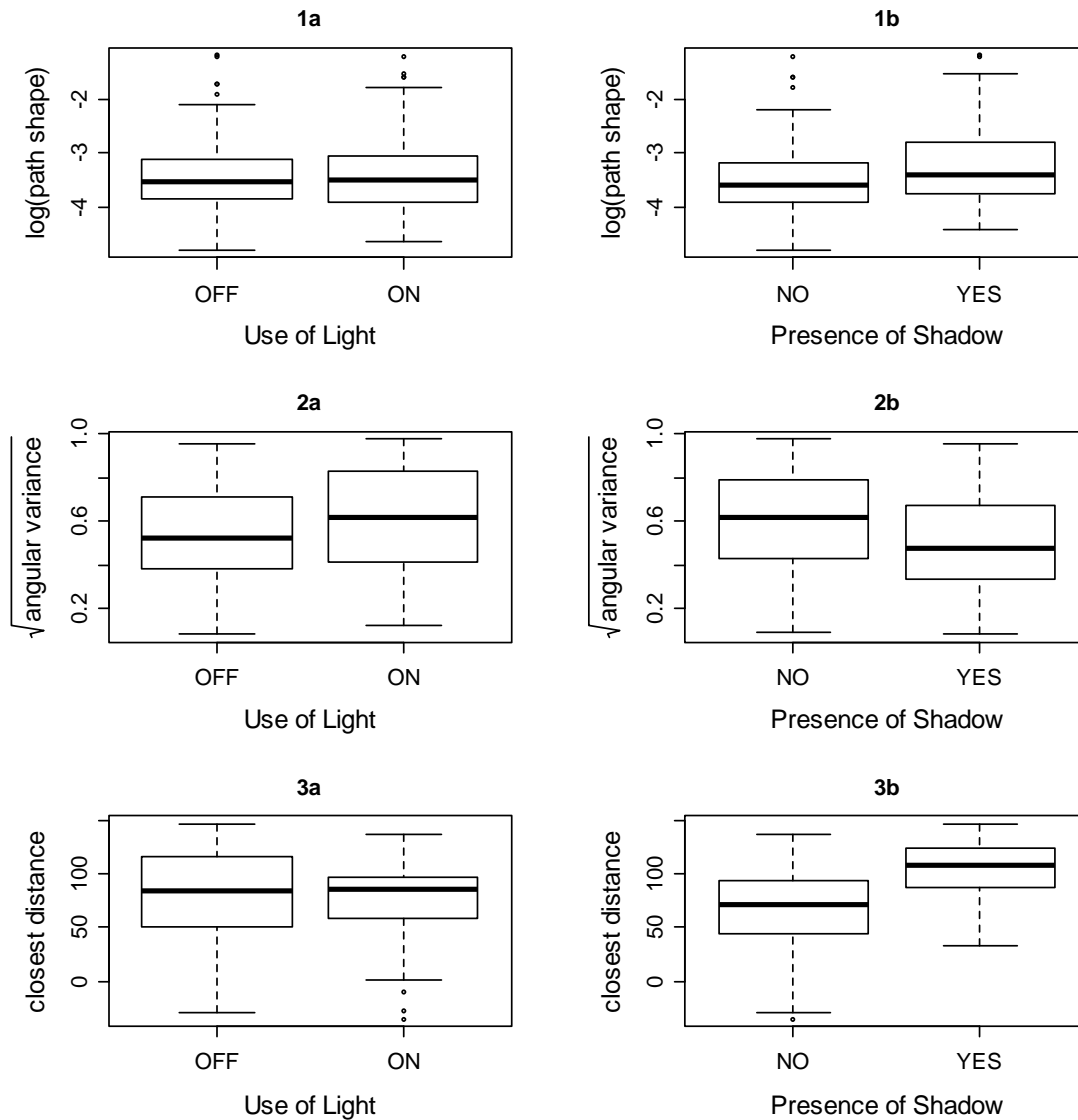 1a
log(path shape)
-2
-3
-4
OFF
ON
Use of Light
1b
log(path shape)
-2
-3
-4
NO
YES
Presence of Shadow
2a
√angular variance
1.0
0.6
0.2
OFF
ON
Use of Light
2b
√angular variance
1.0
0.6
0.2
NO
YES
Presence of Shadow
3a
closest distance
100
50
0
OFF
ON
Use of Light
3b
closest distance
100
50
0
NO
YES
Presence of Shadow